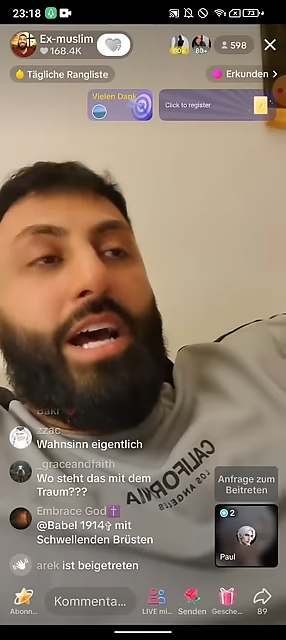 23:18
73
Ex-muslim
168.4K
80+
80+
598
Tägliche Rangliste
Erkunden
Vielen Dank
Click to register
Baki
zzac
Wahnsinn eigentlich
_graceandfaith
Wo steht das mit dem
Traum???
Embrace God✝️
@Babel 1914✞ mit
Schwellenden Brüsten
arek ist beigetreten
CALIFORNIA
LOS ANGELES
Anfrage zum
Beitreten
2
Paul
Abonn...
Kommenta...
LIVE mi...
Senden
Gesche...
89